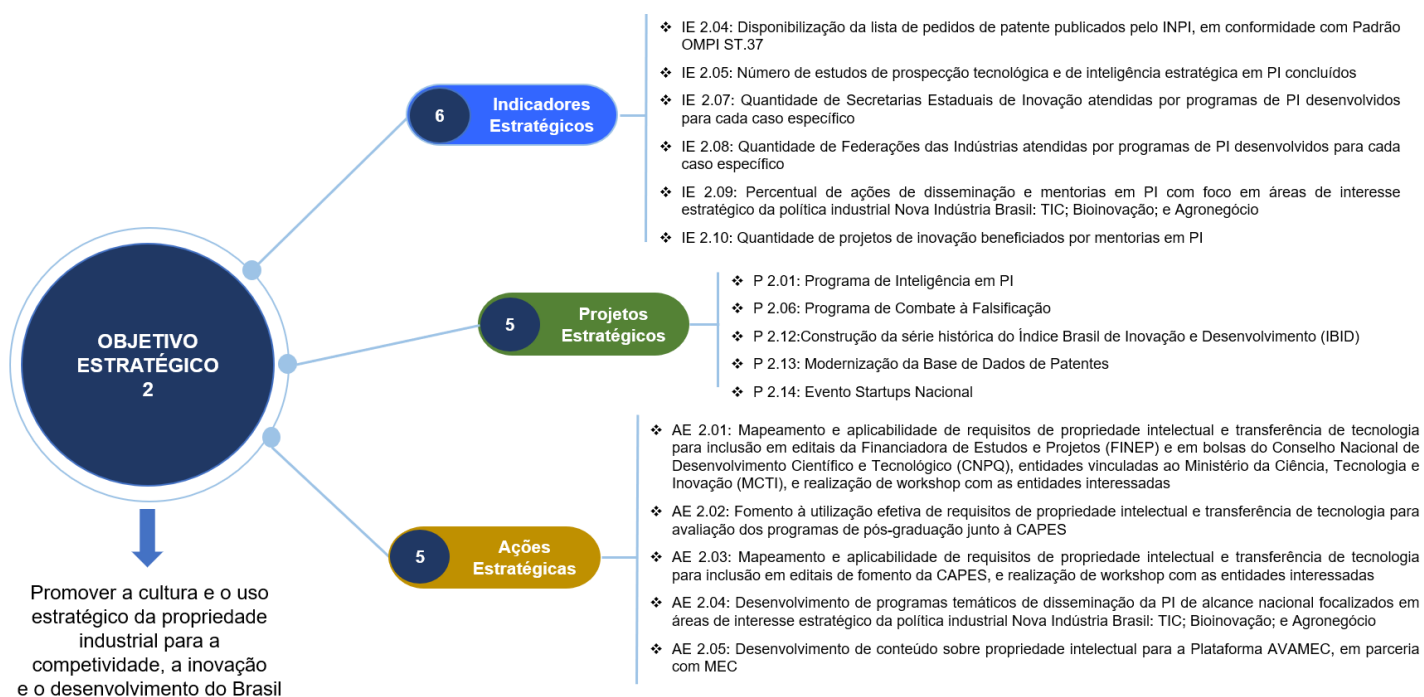 OBJETIVO
ESTRATÉGICO
2
Promover a cultura e o uso
estratégico da propriedade
industrial para a
competividade, a inovação
e o desenvolvimento do Brasil
6
Indicadores
Estratégicos
❖ IE 2.04: Disponibilização da lista de pedidos de patente publicados pelo INPI, em conformidade com Padrão
OMPI ST.37
❖ IE 2.05: Número de estudos de prospecção tecnológica e de inteligência estratégica em PI concluídos
❖ IE 2.07: Quantidade de Secretarias Estaduais de Inovação atendidas por programas de PI desenvolvidos
para cada caso específico
❖ IE 2.08: Quantidade de Federações das Indústrias atendidas por programas de PI desenvolvidos para cada
caso específico
❖ IE 2.09: Percentual de ações de disseminação e mentorias em PI com foco em áreas de interesse
estratégico da política industrial Nova Indústria Brasil: TIC; Bioinovação; e Agronegócio
❖ IE 2.10: Quantidade de projetos de inovação beneficiados por mentorias em PI
5
Projetos
Estratégicos
❖ P 2.01: Programa de Inteligência em PI
❖ P 2.06: Programa de Combate à Falsificação
❖ P 2.12:Construção da série histórica do Índice Brasil de Inovação e Desenvolvimento (IBID)
❖ P 2.13: Modernização da Base de Dados de Patentes
❖ P 2.14: Evento Startups Nacional
5
Ações
Estratégicas
❖ AE 2.01: Mapeamento e aplicabilidade de requisitos de propriedade intelectual e transferência de tecnologia
para inclusão em editais da Financiadora de Estudos e Projetos (FINEP) e em bolsas do Conselho Nacional de
Desenvolvimento Científico e Tecnológico (CNPQ), entidades vinculadas ao Ministério da Ciência, Tecnologia e
Inovação (MCTI), e realização de workshop com as entidades interessadas
❖ AE 2.02: Fomento à utilização efetiva de requisitos de propriedade intelectual e transferência de tecnologia para
avaliação dos programas de pós-graduação junto à CAPES
❖ AE 2.03: Mapeamento e aplicabilidade de requisitos de propriedade intelectual e transferência de tecnologia
para inclusão em editais de fomento da CAPES, e realização de workshop com as entidades interessadas
❖ AE 2.04: Desenvolvimento de programas temáticos de disseminação da PI de alcance nacional focalizados em
áreas de interesse estratégico da política industrial Nova Indústria Brasil: TIC; Bioinovação; e Agronegócio
❖ AE 2.05: Desenvolvimento de conteúdo sobre propriedade intelectual para a Plataforma AVAMEC, em parceria
com MEC